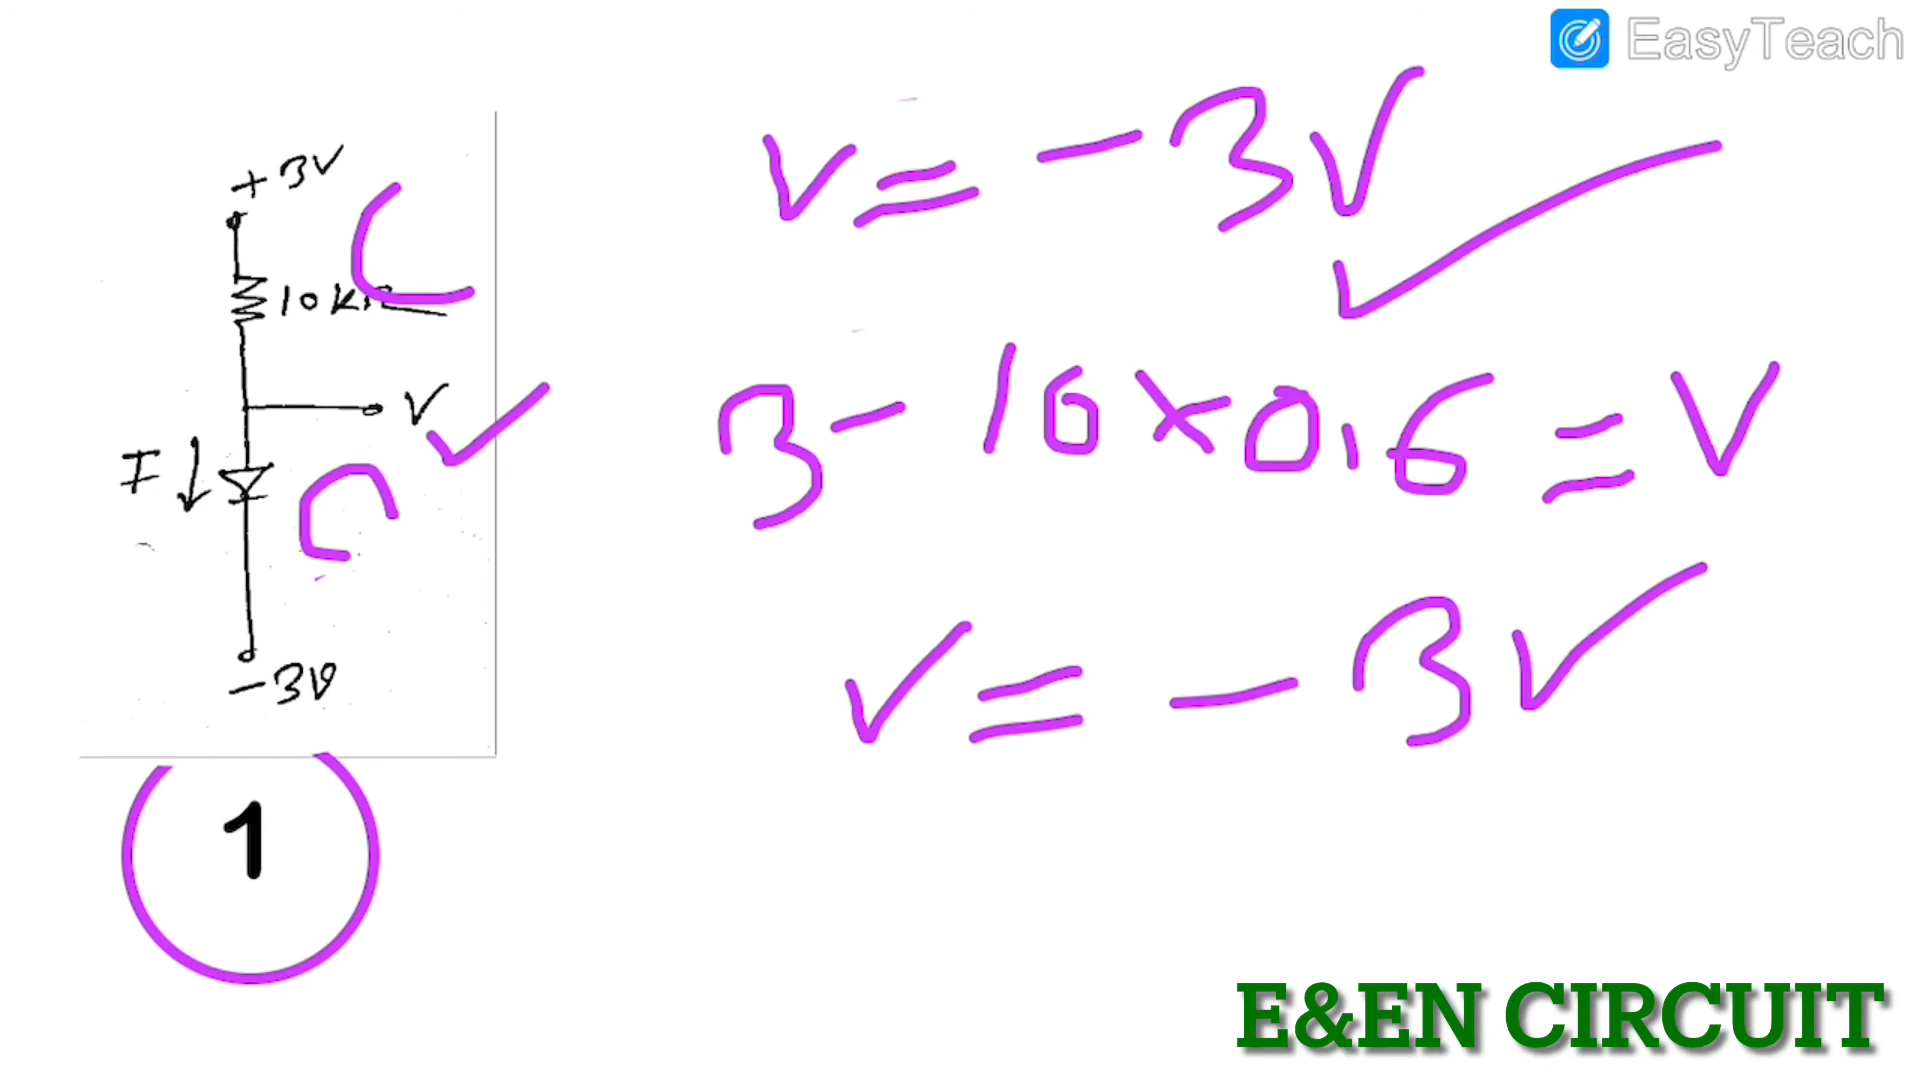 EasyTeach
+3V
10KΩ
V
I
-3V
1
V = -3V
3 - 10 × 0.6 = V
V = -3V
E&EN CIRCUIT